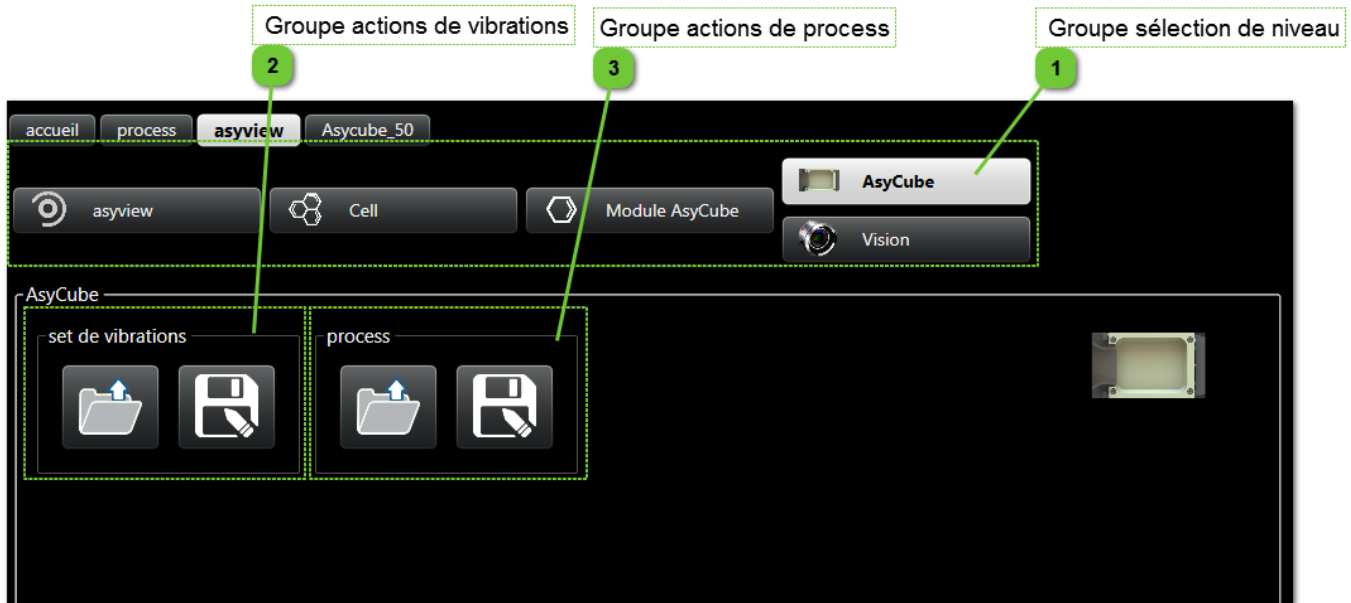 Groupe actions de vibrations
Groupe actions de process
Groupe sélection de niveau
2
3
1
accueil
process
asyview
Asycube_50
asyview
Cell
Module AsyCube
AsyCube
Vision
AsyCube
set de vibrations
process